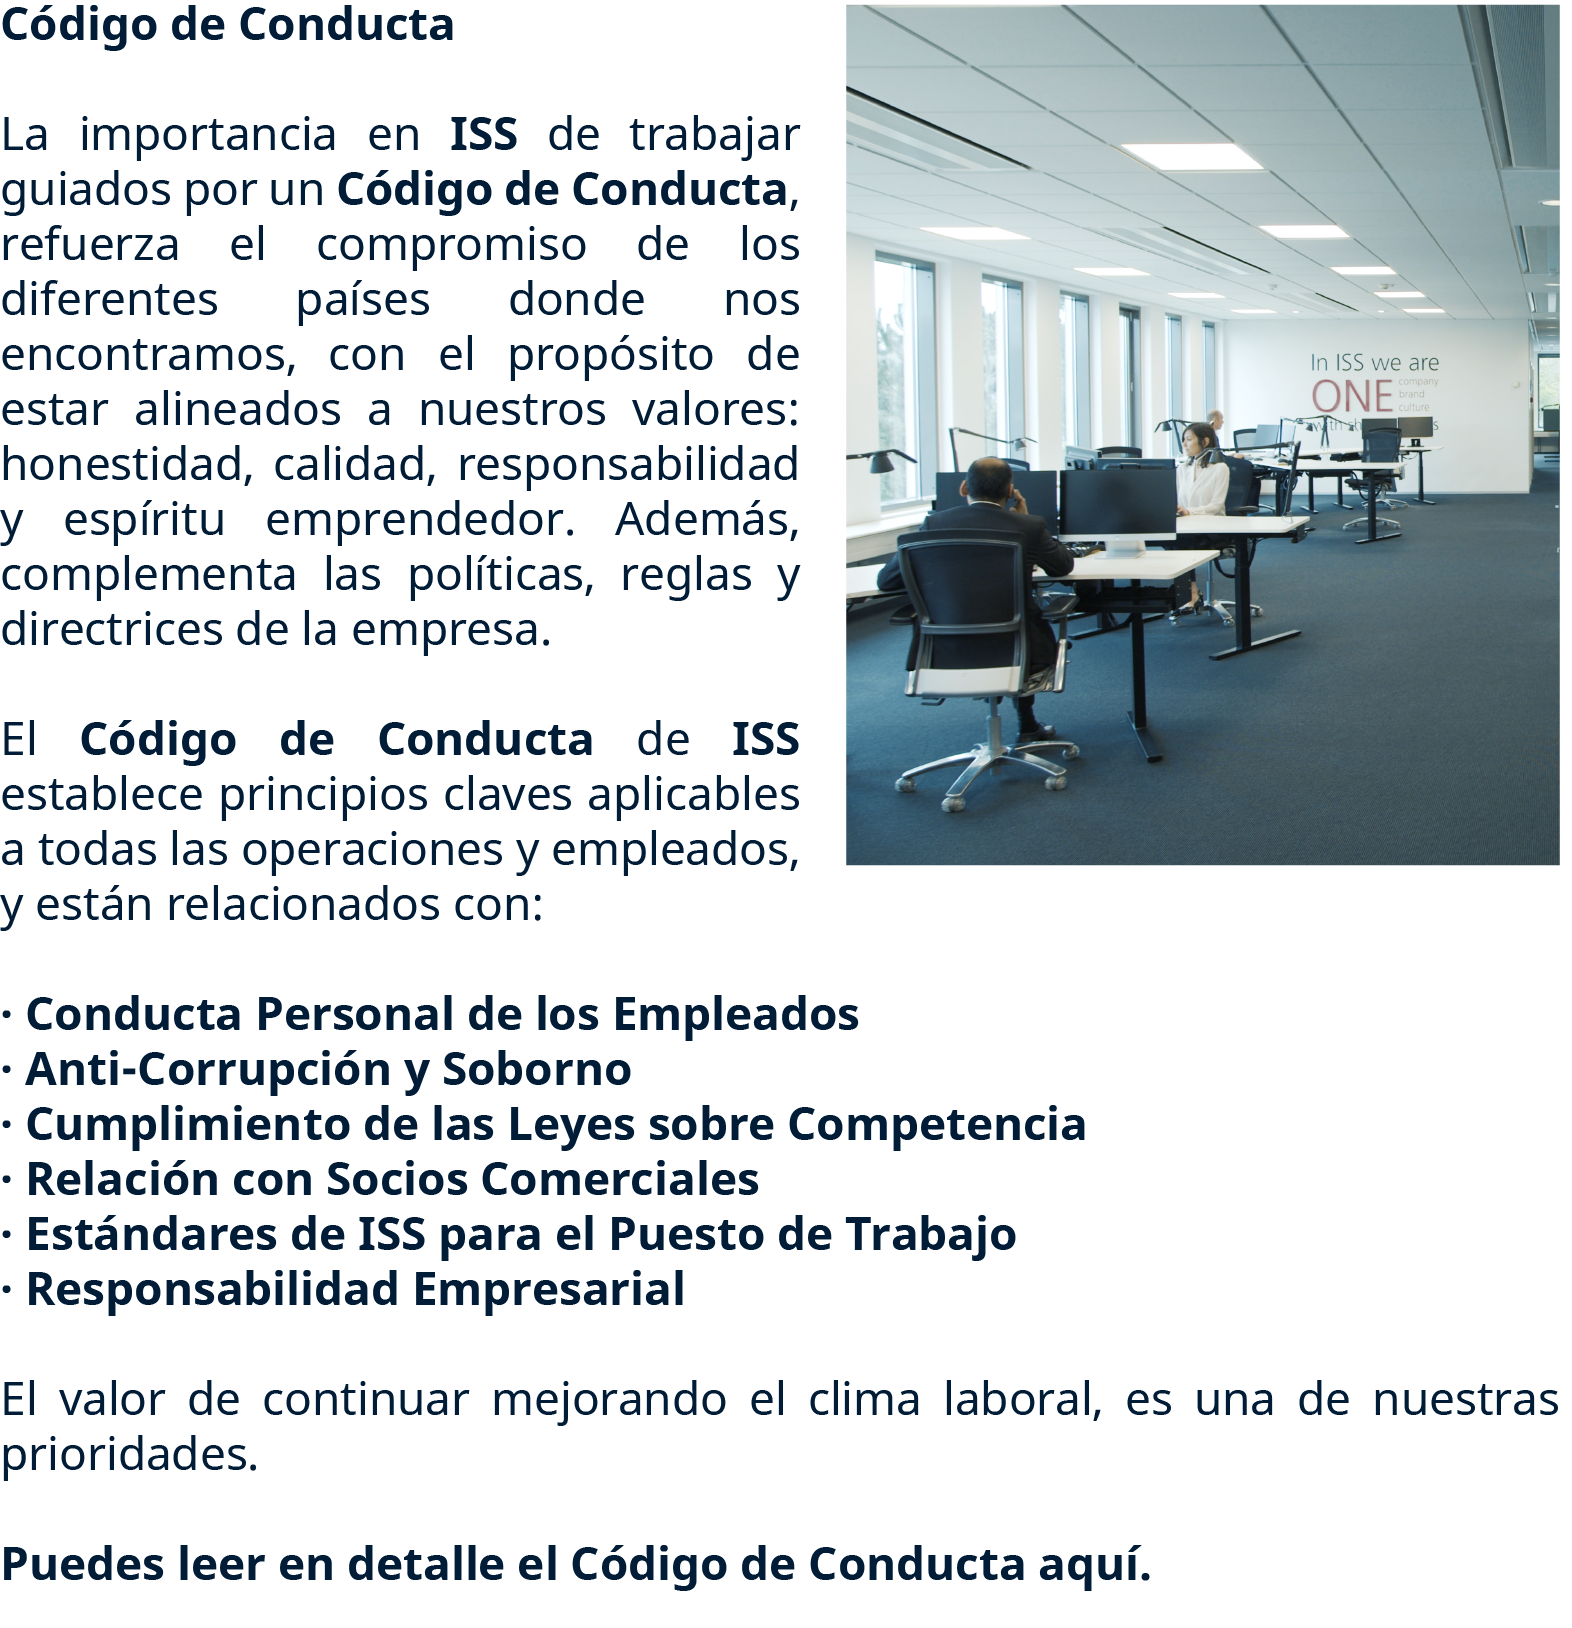 Código de Conducta
La importancia en ISS de trabajar
guiados por un Código de Conducta,
refuerza el compromiso de los
diferentes países donde nos
encontramos, con el propósito de
estar alineados a nuestros valores:
honestidad, calidad, responsabilidad
y espíritu emprendedor. Además,
complementa las políticas, reglas y
directrices de la empresa.
El Código de Conducta de ISS
establece principios claves aplicables
a todas las operaciones y empleados,
y están relacionados con:
· Conducta Personal de los Empleados
· Anti-Corrupción y Soborno
· Cumplimiento de las Leyes sobre Competencia
· Relación con Socios Comerciales
· Estándares de ISS para el Puesto de Trabajo
· Responsabilidad Empresarial
El valor de continuar mejorando el clima laboral, es una de nuestras
prioridades.
Puedes leer en detalle el Código de Conducta aquí.
In ISS we are
ONE
company
brand
culture
with